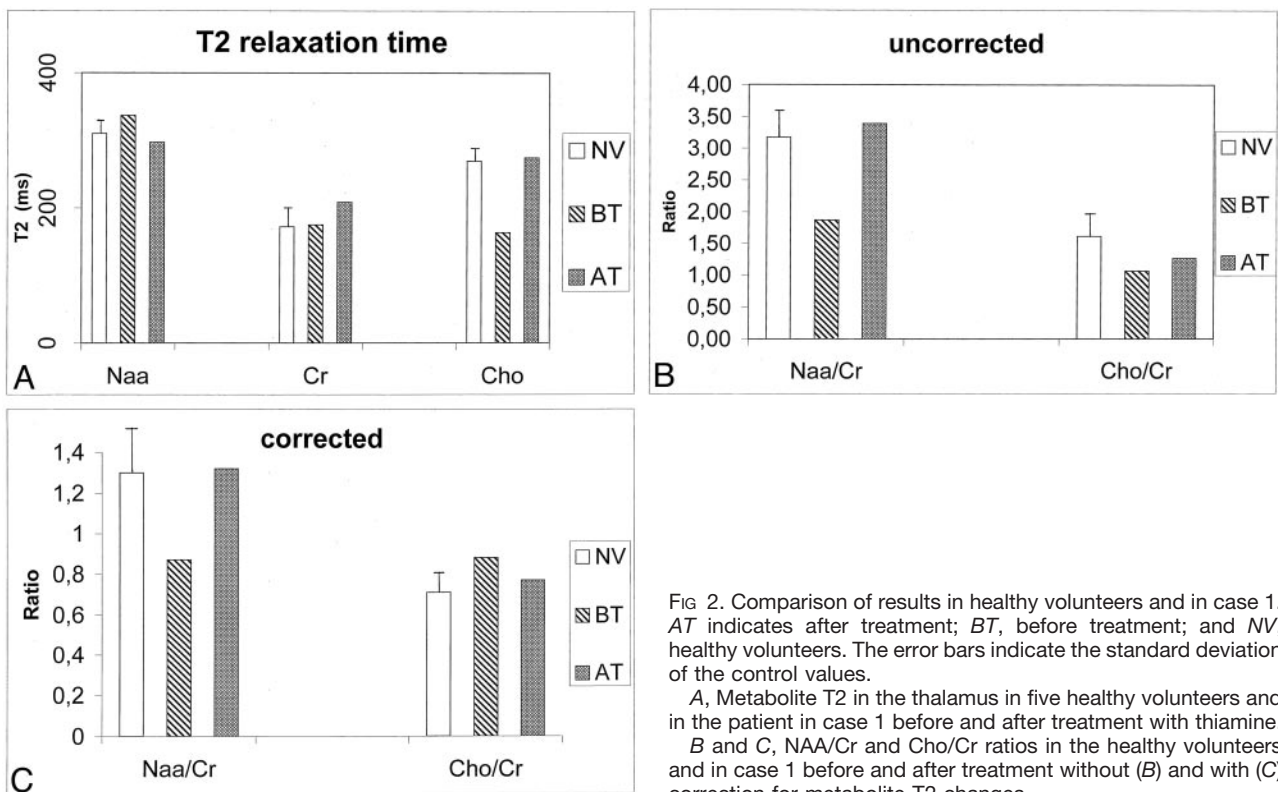 T2 relaxation time
400
200
0
T2 (ms)
Naa Cr Cho
NV
BT
AT
A
uncorrected
4,00
3,50
3,00
2,50
2,00
1,50
1,00
0,50
0,00
Ratio
Naa/Cr Cho/Cr
NV
BT
AT
B
corrected
1,4
1,2
1
0,8
0,6
0,4
0,2
0
Ratio
Naa/Cr Cho/Cr
NV
BT
AT
C
FIG 2. Comparison of results in healthy volunteers and in case 1.
AT indicates after treatment; BT, before treatment; and NV
healthy volunteers. The error bars indicate the standard deviation
of the control values.
A, Metabolite T2 in the thalamus in five healthy volunteers and
in the patient in case 1 before and after treatment with thiamine
B and C, NAA/Cr and Cho/Cr ratios in the healthy volunteers
and in case 1 before and after treatment without (B) and with (C)
correction for metabolite T2 changes